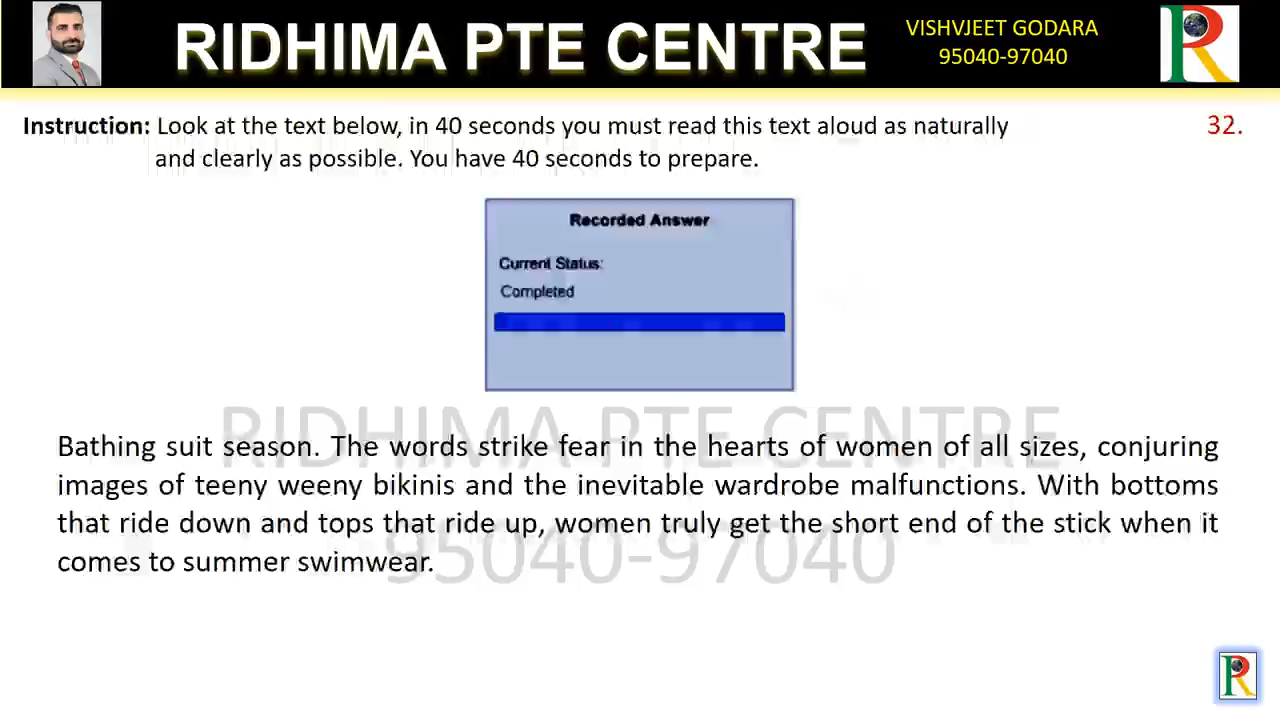 RIDHIMA PTE CENTRE
VISHVJEET GODARA
95040-97040
R
Instruction: Look at the text below, in 40 seconds you must read this text aloud as naturally
and clearly as possible. You have 40 seconds to prepare.
32.
Recorded Answer
Current Status:
Completed
RIDHIMA PTE CENTRE
Bathing suit season. The words strike fear in the hearts of women of all sizes, conjuring
images of teeny weeny bikinis and the inevitable wardrobe malfunctions. With bottoms
that ride down and tops that ride up, women truly get the short end of the stick when it
comes to summer swimwear.
95040-97040
R